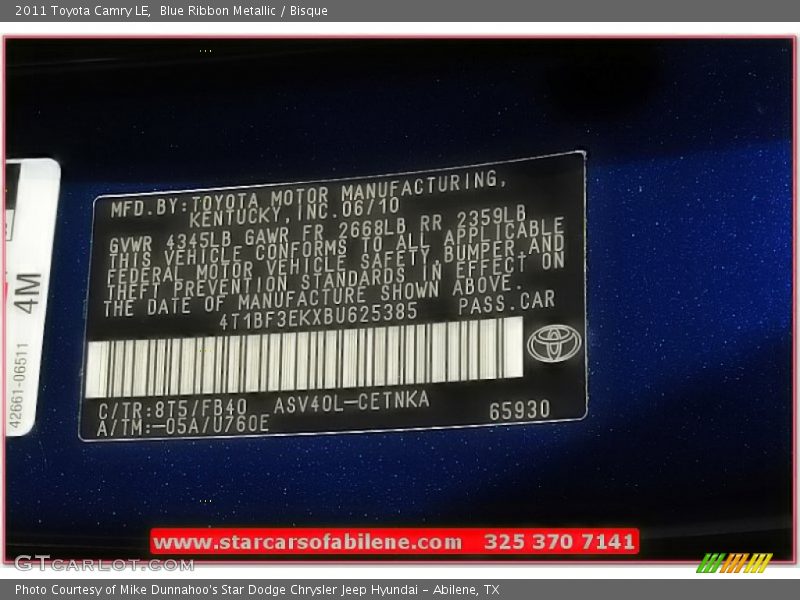 2011 Toyota Camry LE,  Blue Ribbon Metallic / Bisque
MFD.BY:TOYOTA MOTOR MANUFACTURING,
KENTUCKY,INC.06/10
GVWR 4345LB GAWR FR 2668LB RR 2359LB
THIS VEHICLE CONFORMS TO ALL APPLICABLE
FEDERAL MOTOR VEHICLE SAFETY,BUMPER AND
THEFT PREVENTION STANDARDS IN EFFECT ON
THE DATE OF MANUFACTURE SHOWN ABOVE.
4T1BF3EKXBU625385 PASS.CAR
C/TR:8T5/FB40 ASV40L-CETNKA
A/TM:-05A/U760E 65930
4M
42661-06511
www.starcarsofabilene.com 325 370 7141
GTCARLOT.COM
Photo Courtesy of Mike Dunnahoo's Star Dodge Chrysler Jeep Hyundai - Abilene, TX